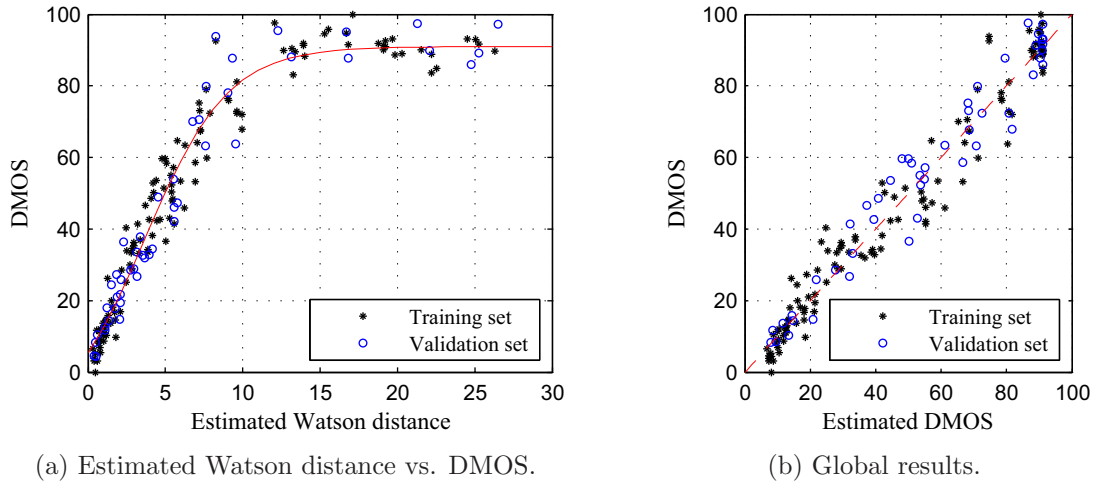 100
80
60
40
20
0
DMOS
0 5 10 15 20 25 30
Estimated Watson distance
Training set
Validation set
(a) Estimated Watson distance vs. DMOS.
100
80
60
40
20
0
DMOS
0 20 40 60 80 100
Estimated DMOS
Training set
Validation set
(b) Global results.